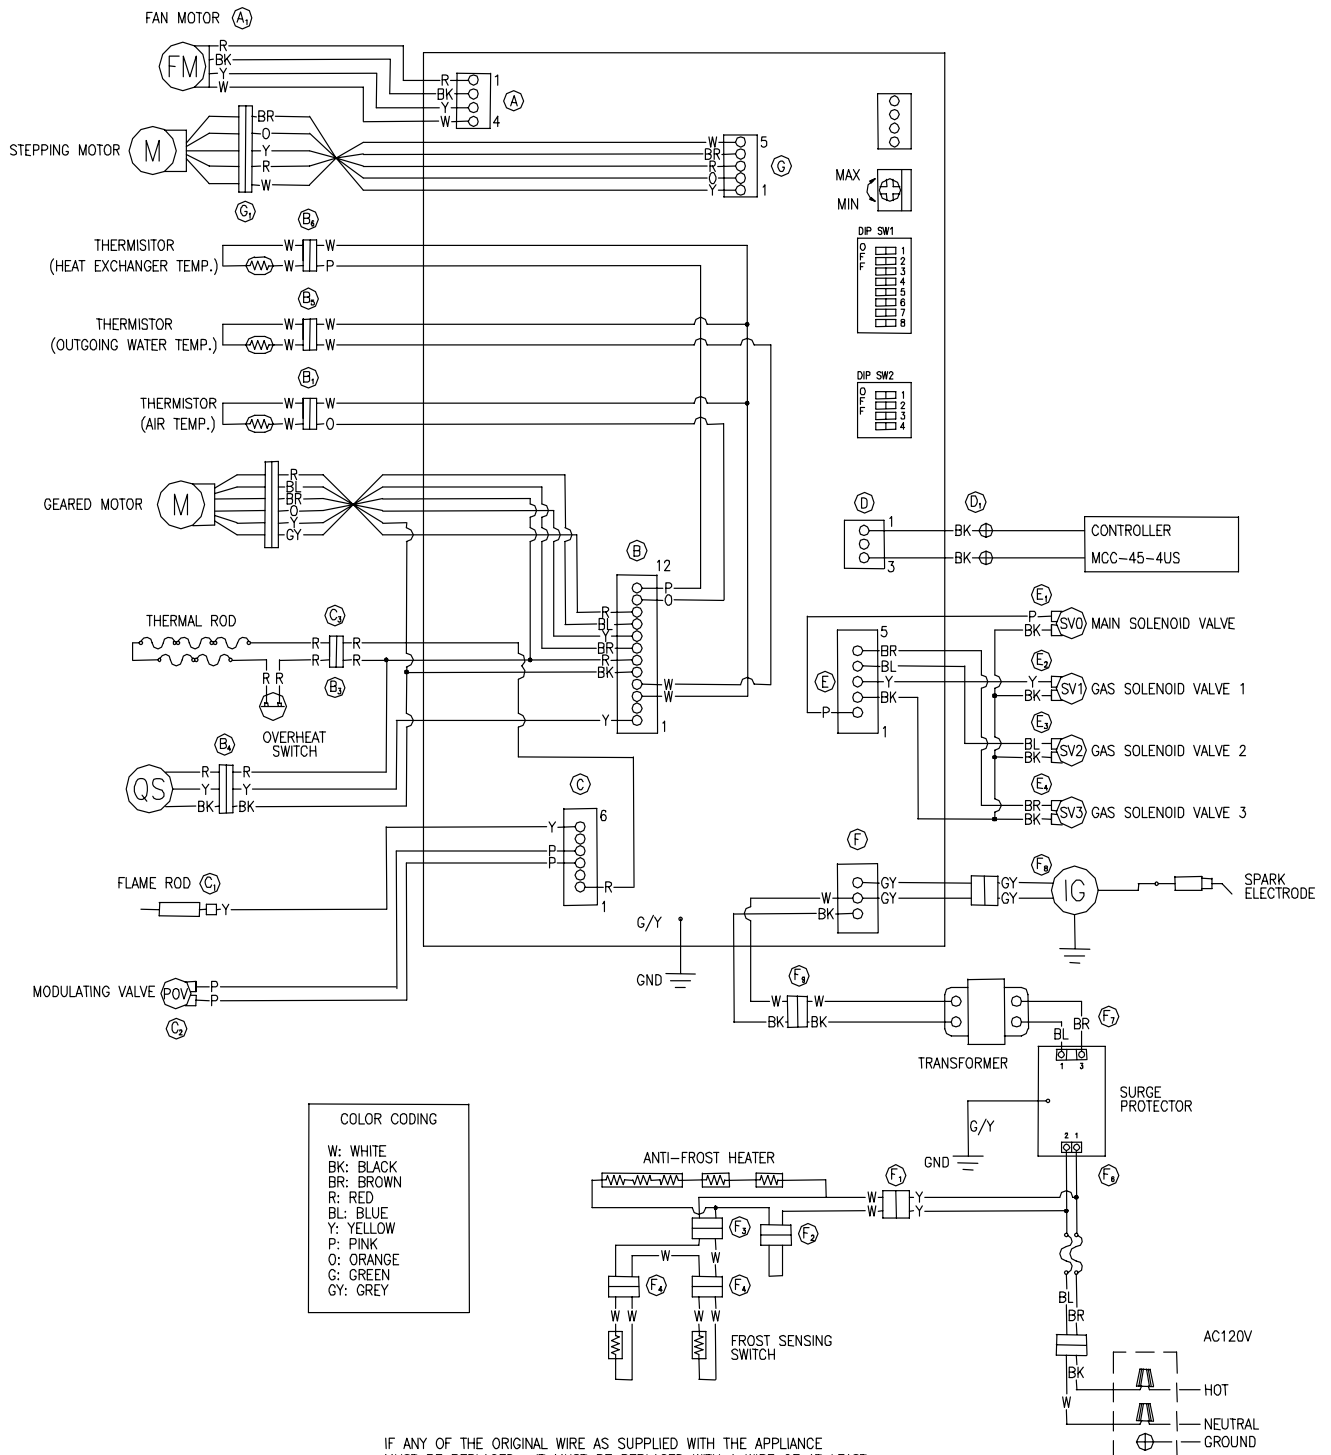 FAN MOTOR A1
FM
R
BK
Y
W
R 1
BK
Y
W 4
A
STEPPING MOTOR
M
BR
O
Y
R
W
G1
W 5
BR
R
O
Y 1
G
MAX
MIN
DIP SW1
OFF
1
2
3
4
5
6
7
8
B6
THERMISITOR
(HEAT EXCHANGER TEMP.)
W W
W P
B5
THERMISTOR
(OUTGOING WATER TEMP.)
W W
W W
B1
THERMISTOR
(AIR TEMP.)
W W
W O
DIP SW2
OFF
1
2
3
4
GEARED MOTOR
M
R
BL
BR
O
Y
GY
D
1
3
D1
BK
BK
CONTROLLER
MCC-45-4US
B
12
P
O
R
BL
Y
BR
R
BK
W
W
Y
1
THERMAL ROD
C3
R R
R R
B3
R R
OVERHEAT
SWITCH
B4
QS
R R
Y Y
BK BK
E
5
BR
BL
Y
BK
P
1
E1
P
BK
SV0
MAIN SOLENOID VALVE
E2
Y
BK
SV1
GAS SOLENOID VALVE 1
E3
BL
BK
SV2
GAS SOLENOID VALVE 2
E4
BR
BK
SV3
GAS SOLENOID VALVE 3
C
6
Y
P
P
R
1
FLAME ROD C1
Y
F
GY
W GY
BK
F8
GY
GY
IG
SPARK
ELECTRODE
G/Y
GND
MODULATING VALVE
POV
P
P
C2
F9
W W
BK BK
TRANSFORMER
BL
BR
F7
1 3
SURGE
PROTECTOR
G/Y
GND
2 1
F6
COLOR CODING
W: WHITE
BK: BLACK
BR: BROWN
R: RED
BL: BLUE
Y: YELLOW
P: PINK
O: ORANGE
G: GREEN
GY: GREY
ANTI-FROST HEATER
F1
W Y
W Y
F3
F2
W
W
F4
F4
W W
W W
FROST SENSING
SWITCH
BL
BR
BK
W
AC120V
HOT
NEUTRAL
GROUND
IF ANY OF THE ORIGINAL WIRE AS SUPPLIED WITH THE APPLIANCE